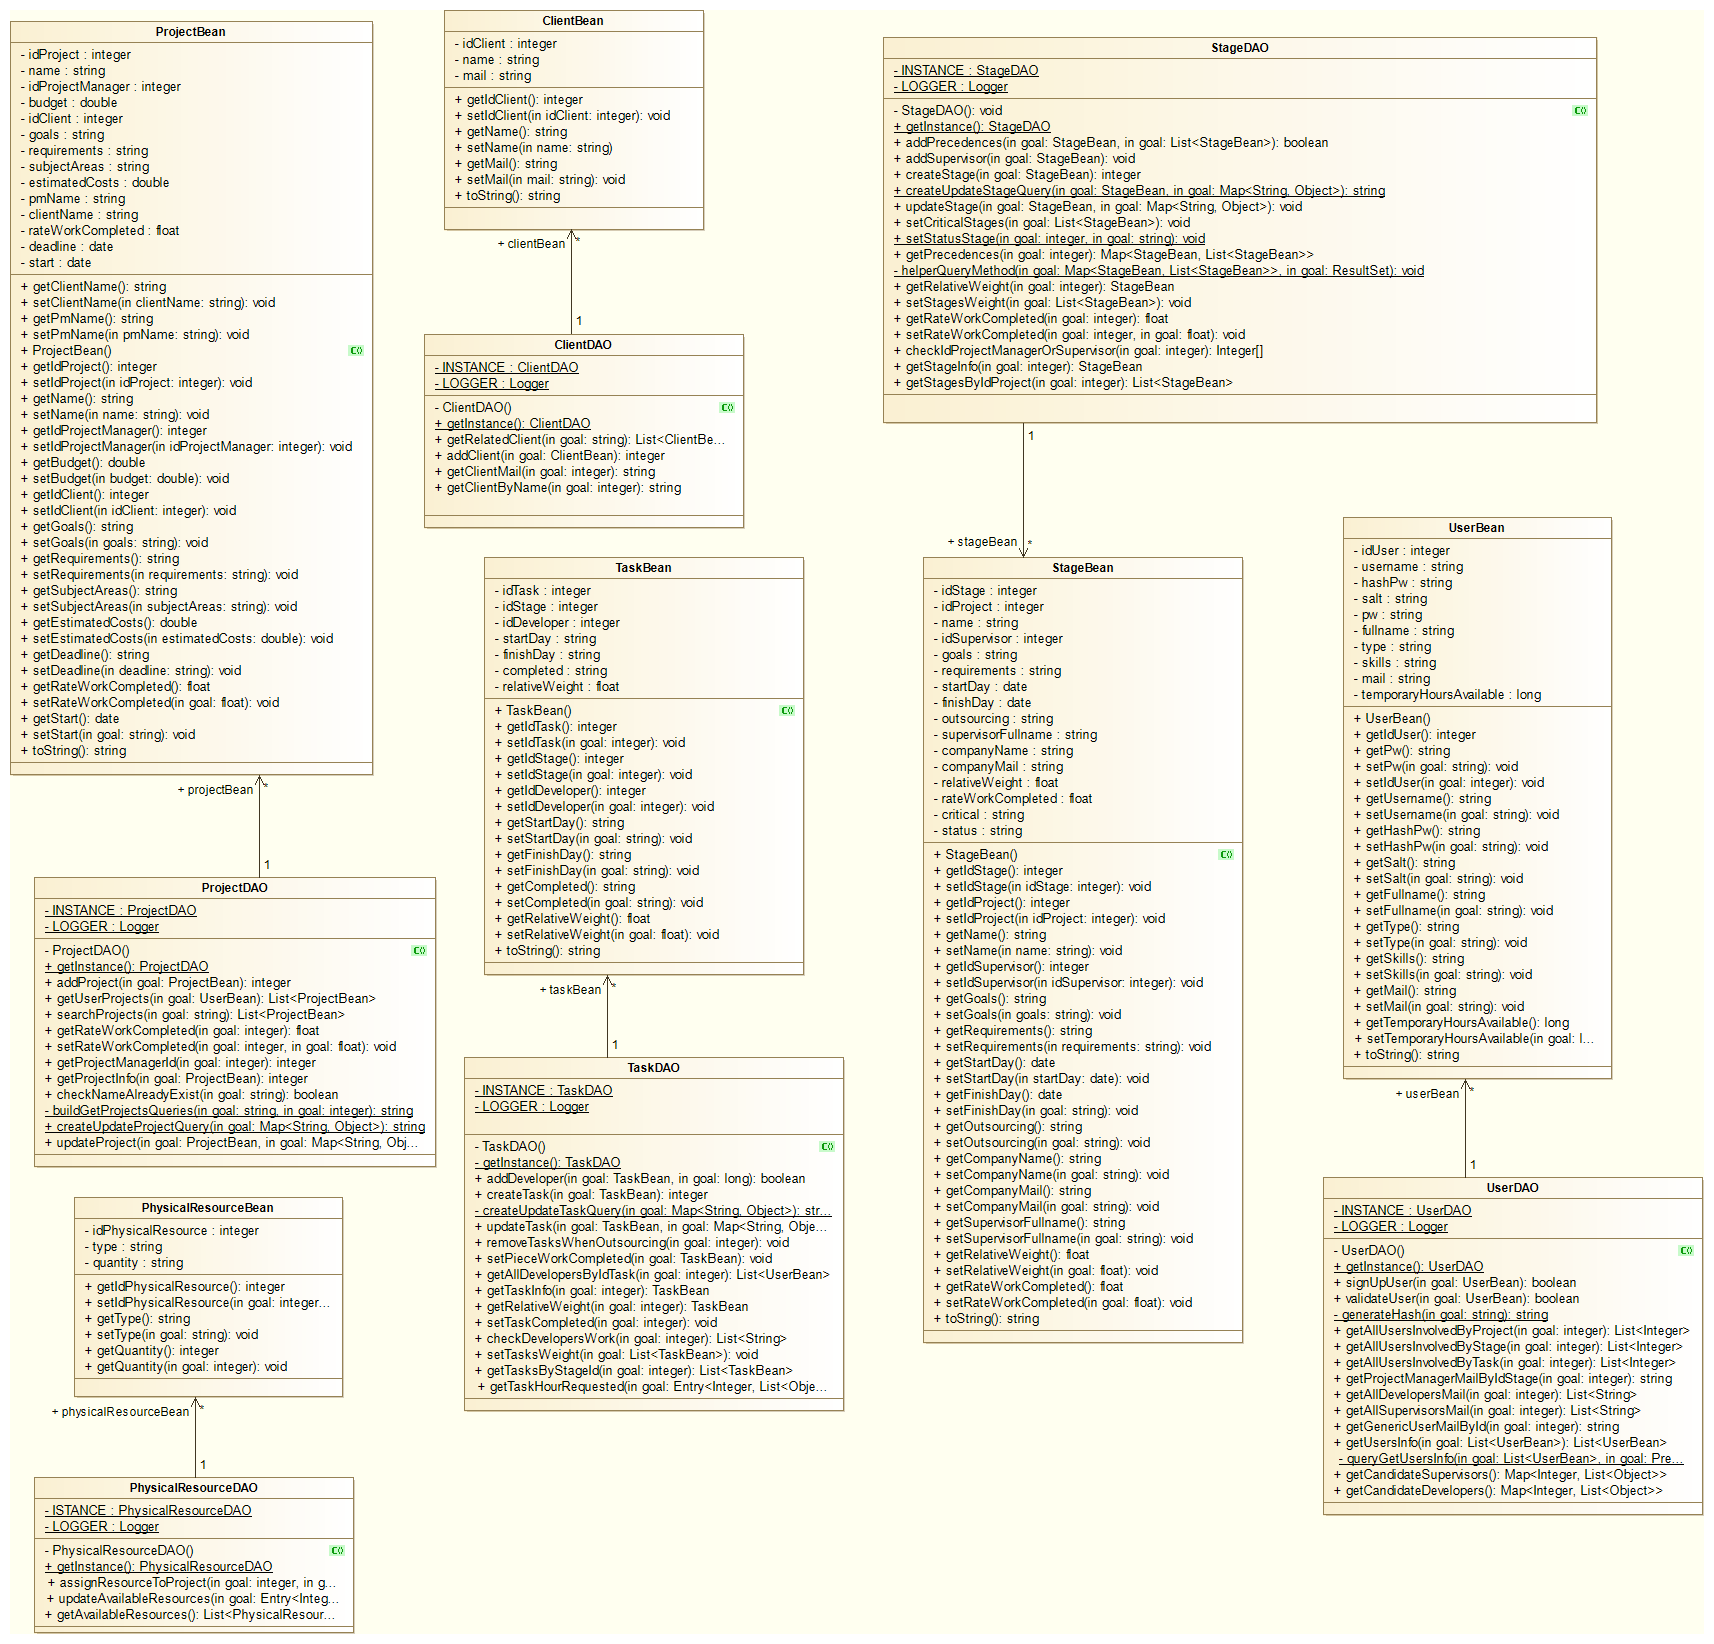 ProjectBean
- idProject : integer
- name : string
- idProjectManager : integer
- budget : double
- idClient : integer
- goals : string
- requirements : string
- subjectAreas : string
- estimatedCosts : double
- pmName : string
- clientName : string
- rateWorkCompleted : float
- deadline : date
- start : date
+ getClientName(): string
+ setClientName(in clientName: string): void
+ getPmName(): string
+ setPmName(in pmName: string): void
+ ProjectBean()
+ getIdProject(): integer
+ setIdProject(in idProject: integer): void
+ getName(): string
+ setName(in name: string): void
+ getIdProjectManager(): integer
+ setIdProjectManager(in idProjectManager: integer): void
+ getBudget(): double
+ setBudget(in budget: double): void
+ getIdClient(): integer
+ setIdClient(in idClient: integer): void
+ getGoals(): string
+ setGoals(in goals: string): void
+ getRequirements(): string
+ setRequirements(in requirements: string): void
+ getSubjectAreas(): string
+ setSubjectAreas(in subjectAreas: string): void
+ getEstimatedCosts(): double
+ setEstimatedCosts(in estimatedCosts: double): void
+ getDeadline(): string
+ setDeadline(in deadline: string): void
+ getRateWorkCompleted(): float
+ setRateWorkCompleted(in goal: float): void
+ getStart(): date
+ setStart(in goal: string): void
+ toString(): string
+ projectBean
*
1
ProjectDAO
- INSTANCE : ProjectDAO
- LOGGER : Logger
- ProjectDAO()
+ getInstance(): ProjectDAO
+ addProject(in goal: ProjectBean): integer
+ getUserProjects(in goal: UserBean): List<ProjectBean>
+ searchProjects(in goal: string): List<ProjectBean>
+ getRateWorkCompleted(in goal: integer): float
+ setRateWorkCompleted(in goal: integer, in goal: float): void
+ getProjectManagerId(in goal: integer): integer
+ getProjectInfo(in goal: ProjectBean): integer
+ checkNameAlreadyExist(in goal: string): boolean
- buildGetProjectsQueries(in goal: string, in goal: integer): string
+ createUpdateProjectQuery(in goal: Map<String, Object>): string
+ updateProject(in goal: ProjectBean, in goal: Map<String, Obj...
PhysicalResourceBean
- idPhysicalResource : integer
- type : string
- quantity : string
+ getIdPhysicalResource(): integer
+ setIdPhysicalResource(in goal: integer...
+ getType(): string
+ setType(in goal: string): void
+ getQuantity(): integer
+ getQuantity(in goal: integer): void
+ physicalResourceBean
*
1
PhysicalResourceDAO
- ISTANCE : PhysicalResourceDAO
- LOGGER : Logger
- PhysicalResourceDAO()
+ getInstance(): PhysicalResourceDAO
+ assignResourceToProject(in goal: integer, in g...
+ updateAvailableResources(in goal: Entry<Integ...
+ getAvailableResources(): List<PhysicalResour...
ClientBean
- idClient : integer
- name : string
- mail : string
+ getIdClient(): integer
+ setIdClient(in idClient: integer): void
+ getName(): string
+ setName(in name: string)
+ getMail(): string
+ setMail(in mail: string): void
+ toString(): string
+ clientBean
*
1
ClientDAO
- INSTANCE : ClientDAO
- LOGGER : Logger
- ClientDAO()
+ getInstance(): ClientDAO
+ getRelatedClient(in goal: string): List<ClientBe...
+ addClient(in goal: ClientBean): integer
+ getClientMail(in goal: integer): string
+ getClientByName(in goal: integer): string
TaskBean
- idTask : integer
- idStage : integer
- idDeveloper : integer
- startDay : string
- finishDay : string
- completed : string
- relativeWeight : float
+ TaskBean()
+ getIdTask(): integer
+ setIdTask(in goal: integer): void
+ getIdStage(): integer
+ setIdStage(in goal: integer): void
+ getIdDeveloper(): integer
+ setIdDeveloper(in goal: integer): void
+ getStartDay(): string
+ setStartDay(in goal: string): void
+ getFinishDay(): string
+ setFinishDay(in goal: string): void
+ getCompleted(): string
+ setCompleted(in goal: string): void
+ getRelativeWeight(): float
+ setRelativeWeight(in goal: float): void
+ toString(): string
+ taskBean
*
1
TaskDAO
- INSTANCE : TaskDAO
- LOGGER : Logger
- TaskDAO()
- getInstance(): TaskDAO
+ addDeveloper(in goal: TaskBean, in goal: long): boolean
+ createTask(in goal: TaskBean): integer
- createUpdateTaskQuery(in goal: Map<String, Object>): str...
+ updateTask(in goal: TaskBean, in goal: Map<String, Obje...
+ removeTasksWhenOutsourcing(in goal: integer): void
+ setPieceWorkCompleted(in goal: TaskBean): void
+ getAllDevelopersByIdTask(in goal: integer): List<UserBean>
+ getTaskInfo(in goal: integer): TaskBean
+ getRelativeWeight(in goal: integer): TaskBean
+ setTaskCompleted(in goal: integer): void
+ checkDevelopersWork(in goal: integer): List<String>
+ setTasksWeight(in goal: List<TaskBean>): void
+ getTasksByStageId(in goal: integer): List<TaskBean>
+ getTaskHourRequested(in goal: Entry<Integer, List<Obje...
StageDAO
- INSTANCE : StageDAO
- LOGGER : Logger
- StageDAO(): void
+ getInstance(): StageDAO
+ addPrecedences(in goal: StageBean, in goal: List<StageBean>): boolean
+ addSupervisor(in goal: StageBean): void
+ createStage(in goal: StageBean): integer
+ createUpdateStageQuery(in goal: StageBean, in goal: Map<String, Object>): string
+ updateStage(in goal: StageBean, in goal: Map<String, Object>): void
+ setCriticalStages(in goal: List<StageBean>): void
+ setStatusStage(in goal: integer, in goal: string): void
+ getPrecedences(in goal: integer): Map<StageBean, List<StageBean>>
- helperQueryMethod(in goal: Map<StageBean, List<StageBean>>, in goal: ResultSet): void
+ getRelativeWeight(in goal: integer): StageBean
+ setStagesWeight(in goal: List<StageBean>): void
+ getRateWorkCompleted(in goal: integer): float
+ setRateWorkCompleted(in goal: integer, in goal: float): void
+ checkIdProjectManagerOrSupervisor(in goal: integer): Integer[]
+ getStageInfo(in goal: integer): StageBean
+ getStagesByIdProject(in goal: integer): List<StageBean>
1
+ stageBean
*
StageBean
- idStage : integer
- idProject : integer
- name : string
- idSupervisor : integer
- goals : string
- requirements : string
- startDay : date
- finishDay : date
- outsourcing : string
- supervisorFullname : string
- companyName : string
- companyMail : string
- relativeWeight : float
- rateWorkCompleted : float
- critical : string
- status : string
+ StageBean()
+ getIdStage(): integer
+ setIdStage(in idStage: integer): void
+ getIdProject(): integer
+ setIdProject(in idProject: integer): void
+ getName(): string
+ setName(in name: string): void
+ getIdSupervisor(): integer
+ setIdSupervisor(in idSupervisor: integer): void
+ getGoals(): string
+ setGoals(in goals: string): void
+ getRequirements(): string
+ setRequirements(in requirements: string): void
+ getStartDay(): date
+ setStartDay(in startDay: date): void
+ getFinishDay(): date
+ setFinishDay(in goal: string): void
+ getOutsourcing(): string
+ setOutsourcing(in goal: string): void
+ getCompanyName(): string
+ setCompanyName(in goal: string): void
+ getCompanyMail(): string
+ setCompanyMail(in goal: string): void
+ getSupervisorFullname(): string
+ setSupervisorFullname(in goal: string): void
+ getRelativeWeight(): float
+ setRelativeWeight(in goal: float): void
+ getRateWorkCompleted(): float
+ setRateWorkCompleted(in goal: float): void
+ toString(): string
UserBean
- idUser : integer
- username : string
- hashPw : string
- salt : string
- pw : string
- fullname : string
- type : string
- skills : string
- mail : string
- temporaryHoursAvailable : long
+ UserBean()
+ getIdUser(): integer
+ getPw(): string
+ setPw(in goal: string): void
+ setIdUser(in goal: integer): void
+ getUsername(): string
+ setUsername(in goal: string): void
+ getHashPw(): string
+ setHashPw(in goal: string): void
+ getSalt(): string
+ setSalt(in goal: string): void
+ getFullname(): string
+ setFullname(in goal: string): void
+ getType(): string
+ setType(in goal: string): void
+ getSkills(): string
+ setSkills(in goal: string): void
+ getMail(): string
+ setMail(in goal: string): void
+ getTemporaryHoursAvailable(): long
+ setTemporaryHoursAvailable(in goal: l...
+ toString(): string
+ userBean
*
1
UserDAO
- INSTANCE : UserDAO
- LOGGER : Logger
- UserDAO()
+ getInstance(): UserDAO
+ signUpUser(in goal: UserBean): boolean
+ validateUser(in goal: UserBean): boolean
- generateHash(in goal: string): string
+ getAllUsersInvolvedByProject(in goal: integer): List<Integer>
+ getAllUsersInvolvedByStage(in goal: integer): List<Integer>
+ getAllUsersInvolvedByTask(in goal: integer): List<Integer>
+ getProjectManagerMailByIdStage(in goal: integer): string
+ getAllDevelopersMail(in goal: integer): List<String>
+ getAllSupervisorsMail(in goal: integer): List<String>
+ getGenericUserMailById(in goal: integer): string
+ getUsersInfo(in goal: List<UserBean>): List<UserBean>
- queryGetUsersInfo(in goal: List<UserBean>, in goal: Pre...
+ getCandidateSupervisors(): Map<Integer, List<Object>>
+ getCandidateDevelopers(): Map<Integer, List<Object>>